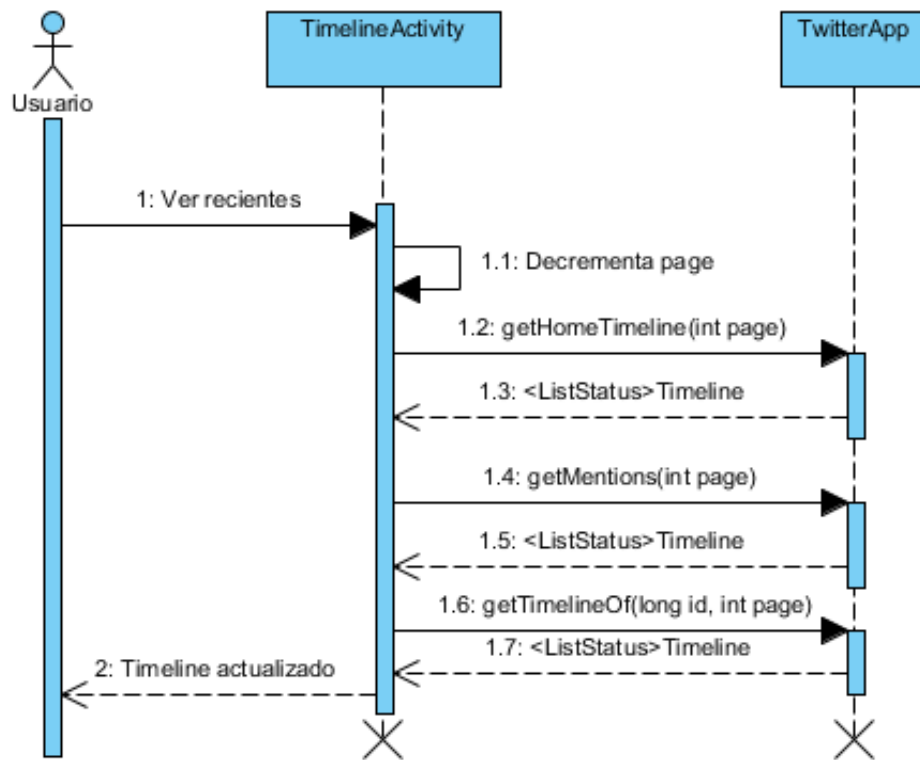 TimelineActivity
TwitterApp
Usuario
1: Ver recientes
1.1: Decrementa page
1.2: getHomeTimeline(int page)
1.3: <ListStatus>Timeline
1.4: getMentions(int page)
1.5: <ListStatus>Timeline
1.6: getTimelineOf(long id, int page)
1.7: <ListStatus>Timeline
2: Timeline actualizado